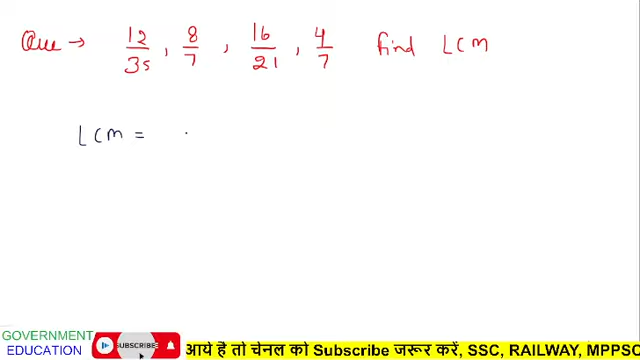 Que → 12/35, 8/7, 16/21, 4/7 find LCM
LCM =
GOVERNMENT
EDUCATION
SUBSCRIBE
आये है तो चेनल को Subscribe जरूर करें, SSC, RAILWAY, MPPSC